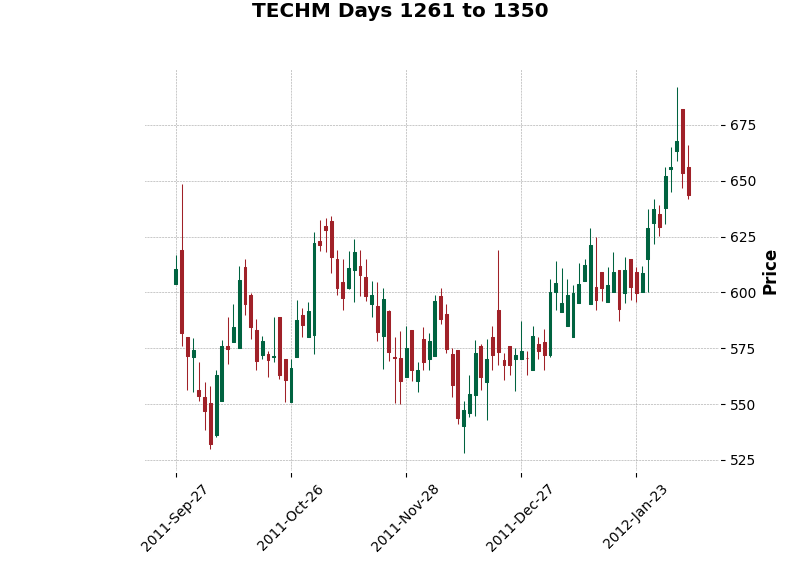 TECHM Days 1261 to 1350
675
650
625
600
575
550
525
Price
2011-Sep-27
2011-Oct-26
2011-Nov-28
2011-Dec-27
2012-Jan-23